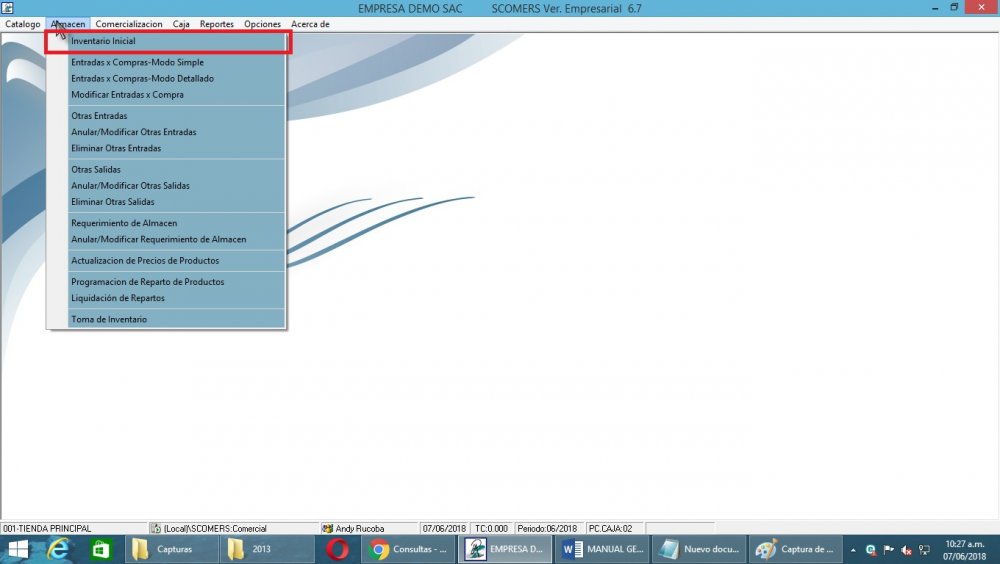 EMPRESA DEMO SAC SCOMERS Ver. Empresarial 6.7
Catalogo Almacen Comercializacion Caja Reportes Opciones Acerca de
Inventario Inicial
Entradas x Compras-Modo Simple
Entradas x Compras-Modo Detallado
Modificar Entradas x Compra
Otras Entradas
Anular/Modificar Otras Entradas
Eliminar Otras Entradas
Otras Salidas
Anular/Modificar Otras Salidas
Eliminar Otras Salidas
Requerimiento de Almacen
Anular/Modificar Requerimiento de Almacen
Actualizacion de Precios de Productos
Programacion de Reparto de Productos
Liquidación de Repartos
Toma de Inventario
001-TIENDA PRINCIPAL (Local)\SCOMERS:Comercial Andy Rucoba 07/06/2018 TC:0.000 Periodo:06/2018 PC.CAJA:02
Capturas 2013 Consultas - ... EMPRESA D... MANUAL GE... Nuevo docu... Captura de ... 10:27 a.m.
07/06/2018